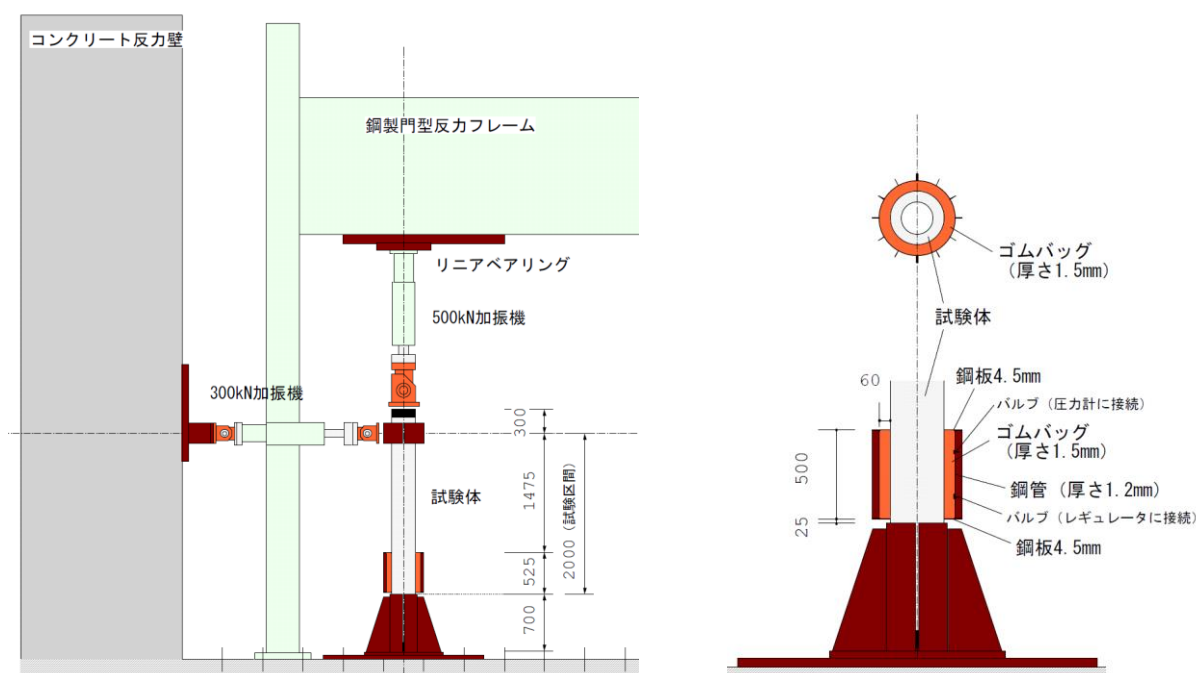 コンクリート反力壁
鋼製門型反力フレーム
リニアベアリング
500kN加振機
300kN加振機
300
試験体
1475
2000(試験区間)
525
700
ゴムバッグ
(厚さ1.5mm)
試験体
60
鋼板4.5mm
バルブ(圧力計に接続)
ゴムバッグ
(厚さ1.5mm)
500
鋼管(厚さ1.2mm)
バルブ(レギュレータに接続)
25
鋼板4.5mm